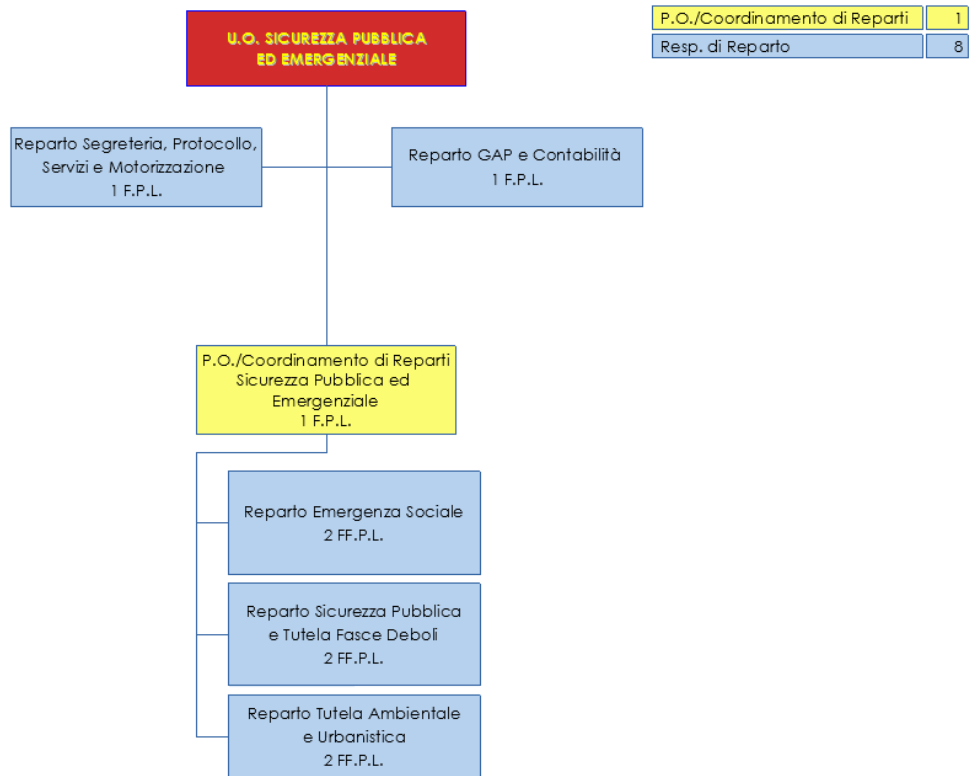 U.O. SICUREZZA PUBBLICA
ED EMERGENZIALE
P.O./Coordinamento di Reparti 1
Resp. di Reparto 8
Reparto Segreteria, Protocollo,
Servizi e Motorizzazione
1 F.P.L.
Reparto GAP e Contabilità
1 F.P.L.
P.O./Coordinamento di Reparti
Sicurezza Pubblica ed
Emergenziale
1 F.P.L.
Reparto Emergenza Sociale
2 FF.P.L.
Reparto Sicurezza Pubblica
e Tutela Fasce Deboli
2 FF.P.L.
Reparto Tutela Ambientale
e Urbanistica
2 FF.P.L.